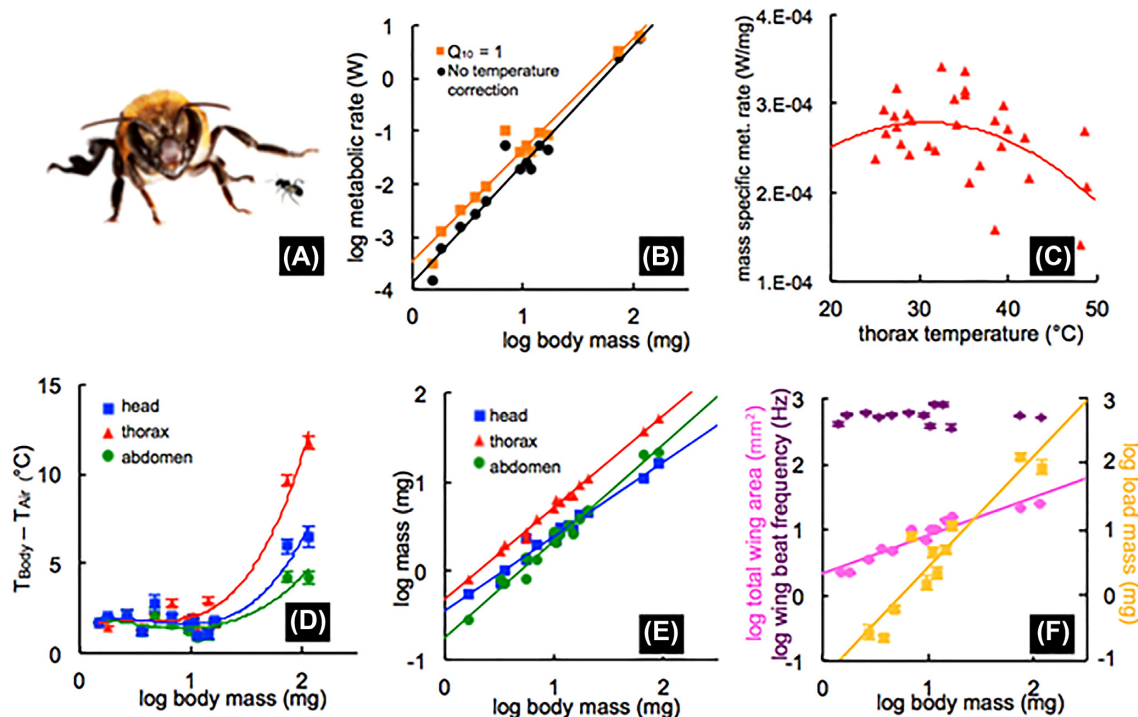 (A)
log metabolic rate (W)
1
0
-1
-2
-3
-4
Q10 = 1
No temperature
correction
(B)
0
1
2
log body mass (mg)
mass specific met. rate (W/mg)
4.E-04
3.E-04
2.E-04
1.E-04
(C)
20
30
40
50
thorax temperature (°C)
TBody – TAir (°C)
15
10
5
0
head
thorax
abdomen
(D)
0
1
2
log body mass (mg)
log mass (mg)
2
1
0
-1
head
thorax
abdomen
(E)
0
1
2
log body mass (mg)
log total wing area (mm²)
log wing beat frequency (Hz)
3
2
1
0
-1
(F)
3
2
1
0
-1
log load mass (mg)
0
1
2
log body mass (mg)